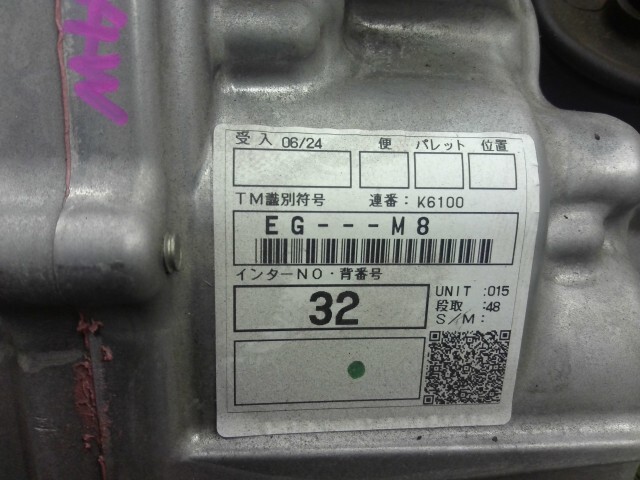 AW
受入 06/24 便 パレット 位置
TM識別符号 連番: K6100
EG---M8
インターNO・背番号
32
UNIT :015
段取 :48
S/M: